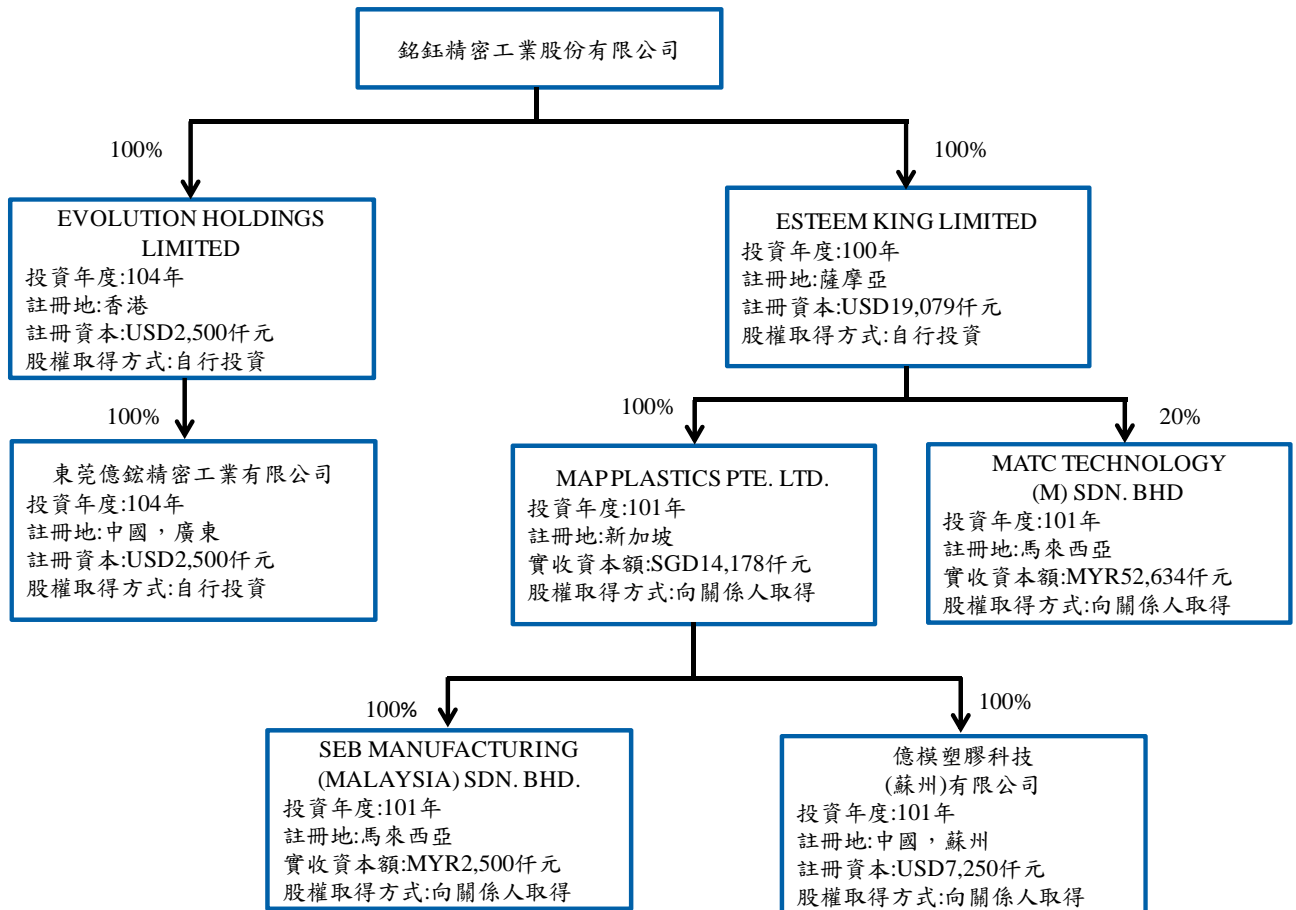 銘鈺精密工業股份有限公司
100%
100%
EVOLUTION HOLDINGS
LIMITED
投資年度:104年
註冊地:香港
註冊資本:USD2,500仟元
股權取得方式:自行投資
ESTEEM KING LIMITED
投資年度:100年
註冊地:薩摩亞
註冊資本:USD19,079仟元
股權取得方式:自行投資
100%
100%
20%
東莞億鋐精密工業有限公司
投資年度:104年
註冊地:中國，廣東
註冊資本:USD2,500仟元
股權取得方式:自行投資
MAP PLASTICS PTE. LTD.
投資年度:101年
註冊地:新加坡
實收資本額:SGD14,178仟元
股權取得方式:向關係人取得
MATC TECHNOLOGY
(M) SDN. BHD
投資年度:101年
註冊地:馬來西亞
實收資本額:MYR52,634仟元
股權取得方式:向關係人取得
100%
100%
SEB MANUFACTURING
(MALAYSIA) SDN. BHD.
投資年度:101年
註冊地:馬來西亞
實收資本額:MYR2,500仟元
股權取得方式:向關係人取得
億模塑膠科技
(蘇州)有限公司
投資年度:101年
註冊地:中國，蘇州
註冊資本:USD7,250仟元
股權取得方式:向關係人取得